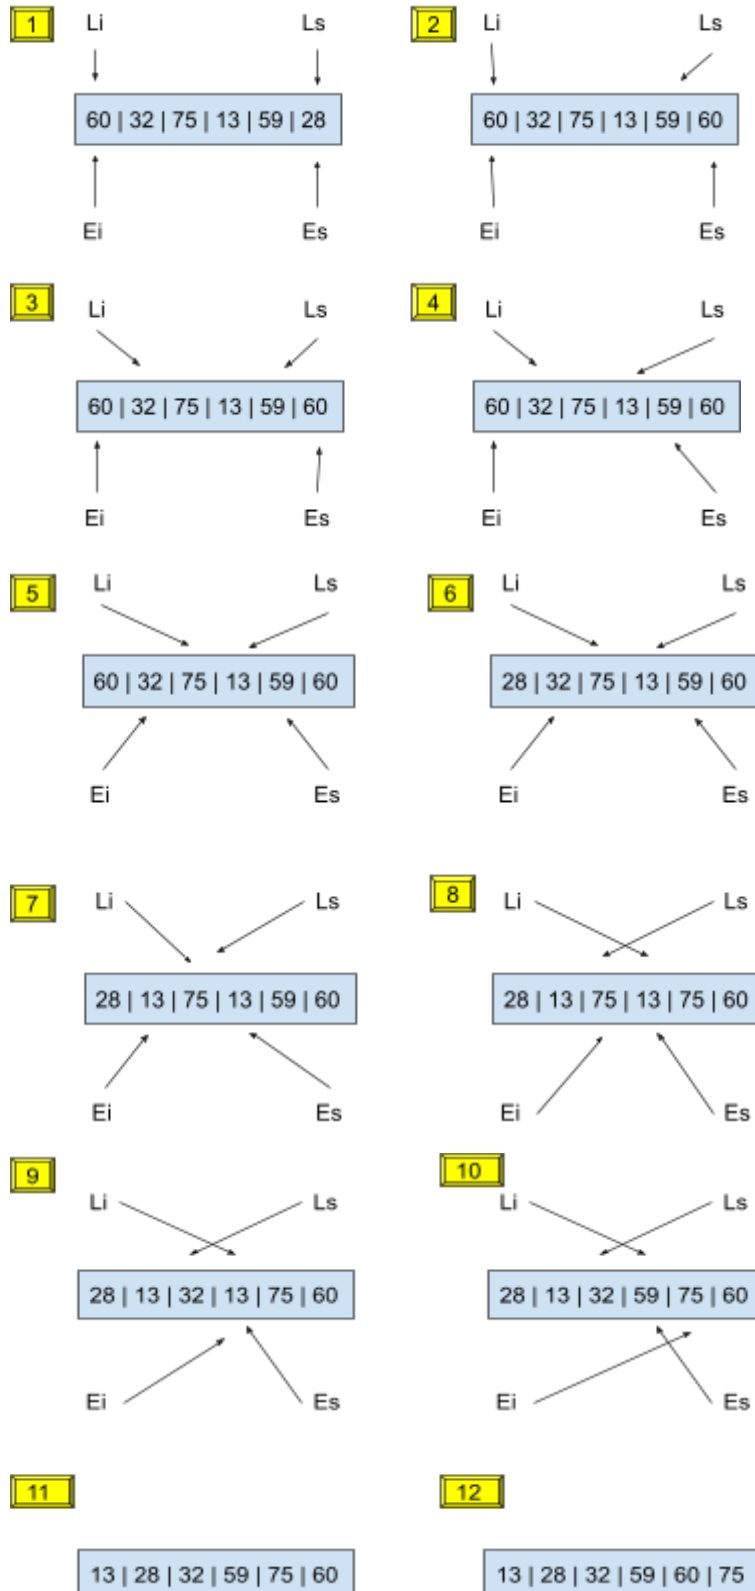 1 Li Ls 2 Li Ls
60 | 32 | 75 | 13 | 59 | 28 60 | 32 | 75 | 13 | 59 | 60
Ei Es Ei Es
3 Li Ls 4 Li Ls
60 | 32 | 75 | 13 | 59 | 60 60 | 32 | 75 | 13 | 59 | 60
Ei Es Ei Es
5 Li Ls 6 Li Ls
60 | 32 | 75 | 13 | 59 | 60 28 | 32 | 75 | 13 | 59 | 60
Ei Es Ei Es
7 Li Ls 8 Li Ls
28 | 13 | 75 | 13 | 59 | 60 28 | 13 | 75 | 13 | 75 | 60
Ei Es Ei Es
9 Li Ls 10 Li Ls
28 | 13 | 32 | 13 | 75 | 60 28 | 13 | 32 | 59 | 75 | 60
Ei Es Ei Es
11 12
13 | 28 | 32 | 59 | 75 | 60 13 | 28 | 32 | 59 | 60 | 75